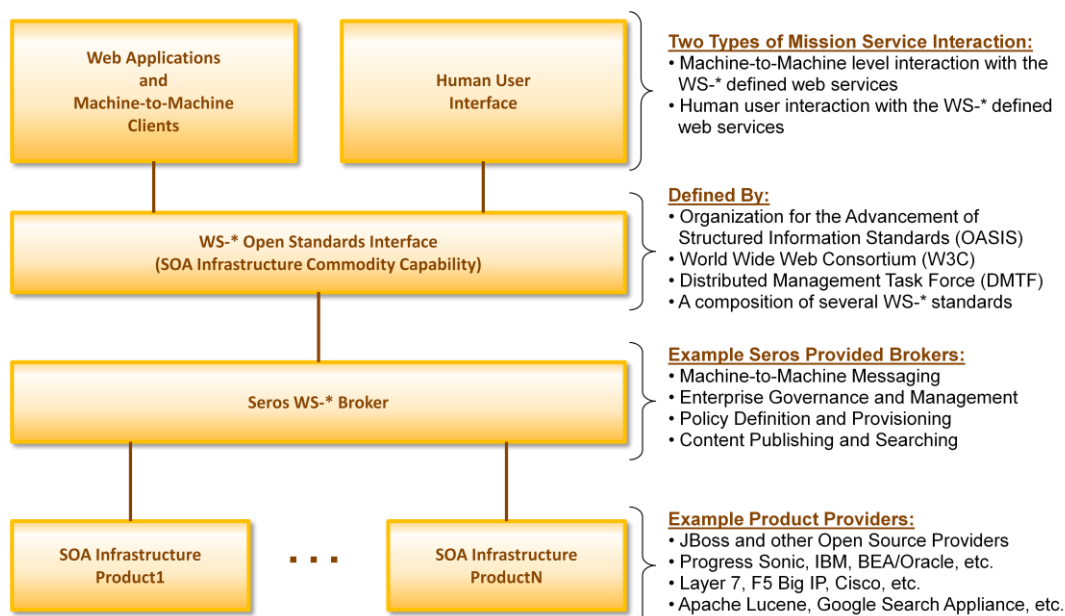 Web Applications
and
Machine-to-Machine
Clients
Human User
Interface
Two Types of Mission Service Interaction:
• Machine-to-Machine level interaction with the
WS-* defined web services
• Human user interaction with the WS-* defined
web services
WS-* Open Standards Interface
(SOA Infrastructure Commodity Capability)
Defined By:
• Organization for the Advancement of
Structured Information Standards (OASIS)
• World Wide Web Consortium (W3C)
• Distributed Management Task Force (DMTF)
• A composition of several WS-* standards
Seros WS-* Broker
Example Seros Provided Brokers:
• Machine-to-Machine Messaging
• Enterprise Governance and Management
• Policy Definition and Provisioning
• Content Publishing and Searching
SOA Infrastructure
Product1
...
SOA Infrastructure
ProductN
Example Product Providers:
• JBoss and other Open Source Providers
• Progress Sonic, IBM, BEA/Oracle, etc.
• Layer 7, F5 Big IP, Cisco, etc.
• Apache Lucene, Google Search Appliance, etc.